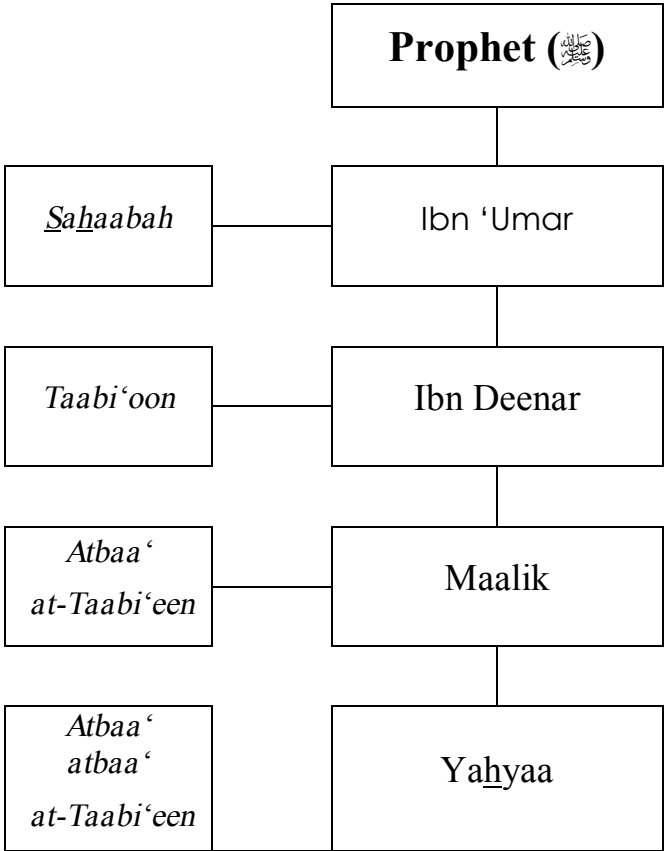 Prophet (ﷺ)
Sahaabah
Ibn ‘Umar
Taabi‘oon
Ibn Deenar
Atbaa‘
at-Taabi‘een
Maalik
Atbaa‘
atbaa‘
at-Taabi‘een
Yahyaa